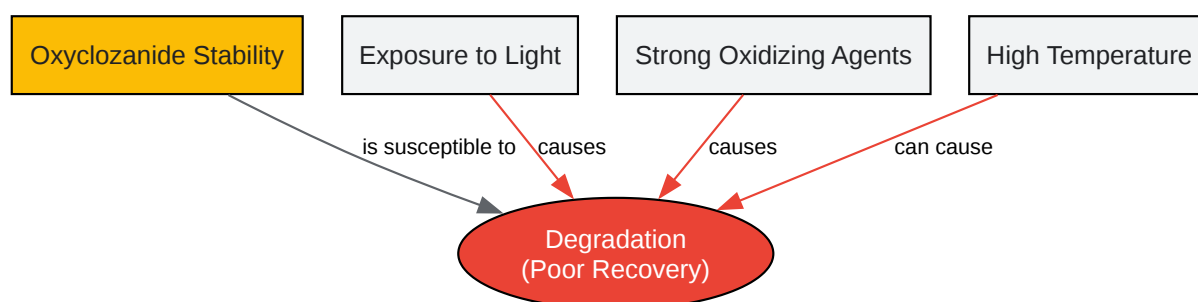 Oxyclozanide Stability
Exposure to Light
Strong Oxidizing Agents
High Temperature
is susceptible to
causes
causes
can cause
Degradation
(Poor Recovery)